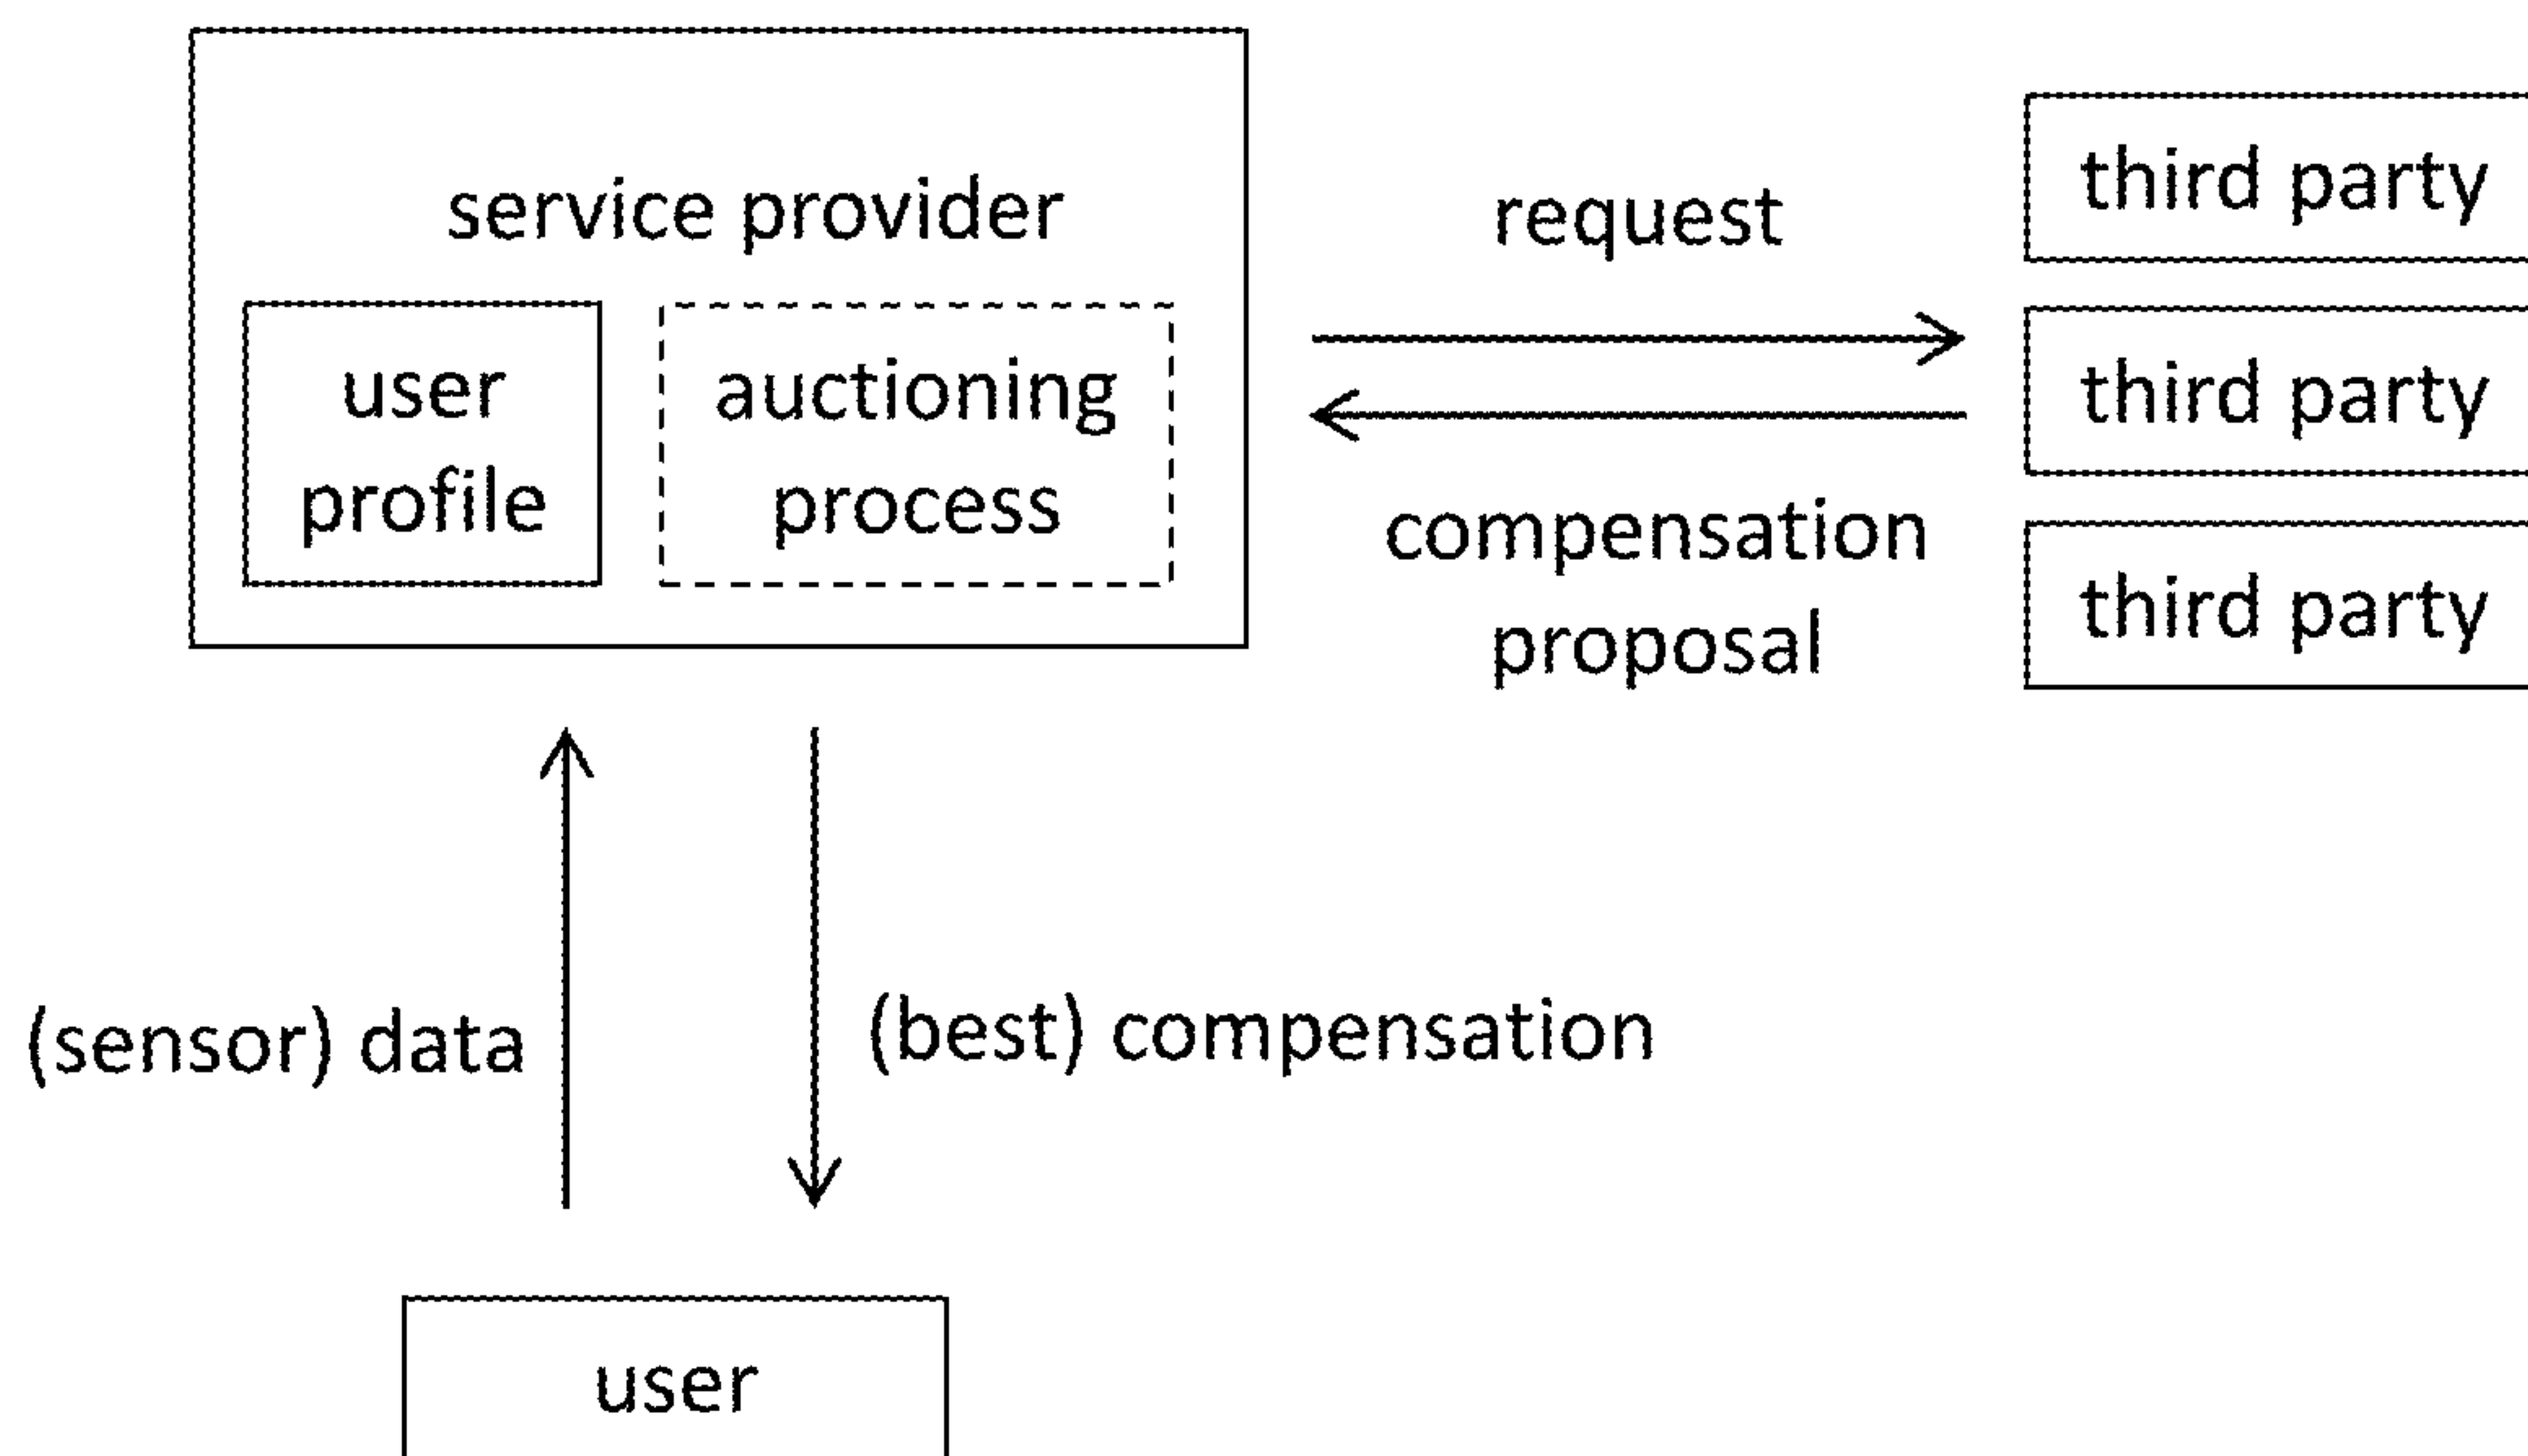 service provider
user
profile
auctioning
process
request
compensation
proposal
third party
third party
third party
(sensor) data
(best) compensation
user